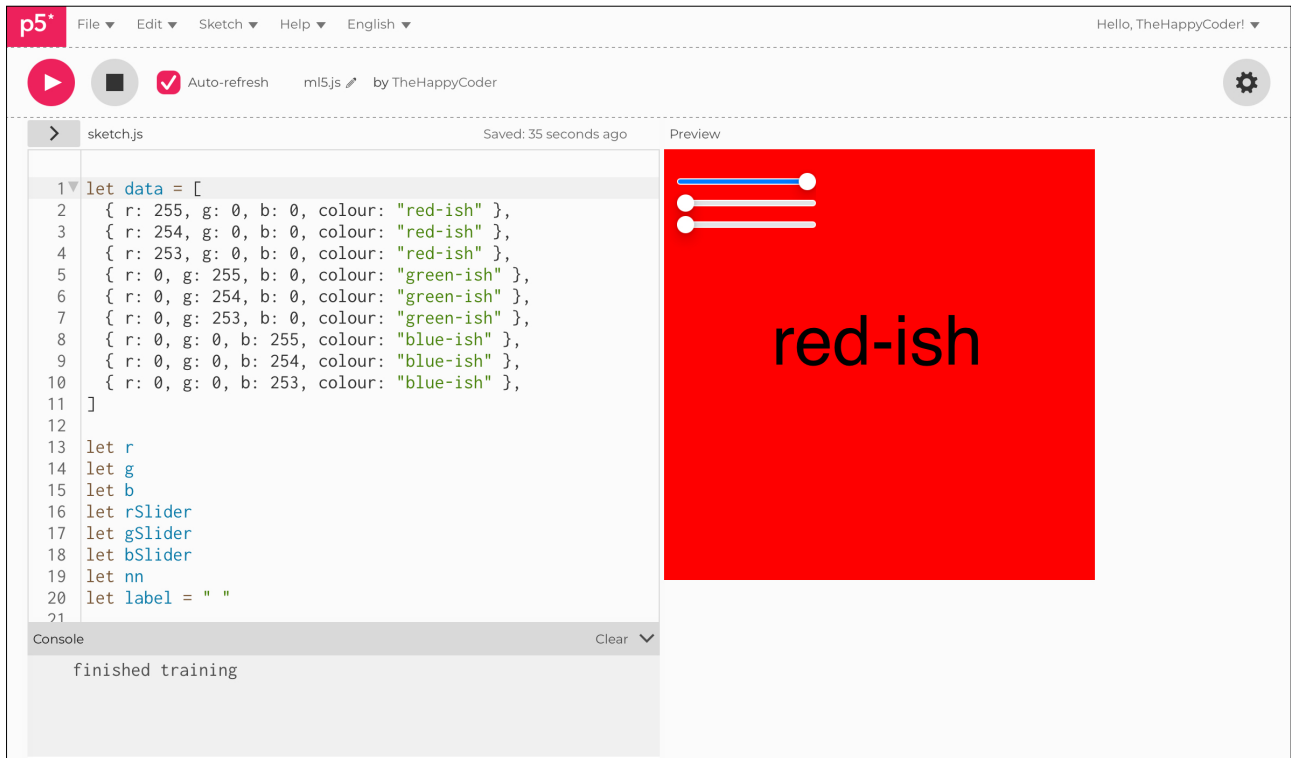 p5* File ▼ Edit ▼ Sketch ▼ Help ▼ English ▼ Hello, TheHappyCoder! ▼
Auto-refresh ml5.js by TheHappyCoder
sketch.js Saved: 35 seconds ago Preview
1 let data = [
2 { r: 255, g: 0, b: 0, colour: "red-ish" },
3 { r: 254, g: 0, b: 0, colour: "red-ish" },
4 { r: 253, g: 0, b: 0, colour: "red-ish" },
5 { r: 0, g: 255, b: 0, colour: "green-ish" },
6 { r: 0, g: 254, b: 0, colour: "green-ish" },
7 { r: 0, g: 253, b: 0, colour: "green-ish" },
8 { r: 0, g: 0, b: 255, colour: "blue-ish" },
9 { r: 0, g: 0, b: 254, colour: "blue-ish" },
10 { r: 0, g: 0, b: 253, colour: "blue-ish" },
11 ]
12
13 let r
14 let g
15 let b
16 let rSlider
17 let gSlider
18 let bSlider
19 let nn
20 let label = " "
21
red-ish
Console Clear
finished training